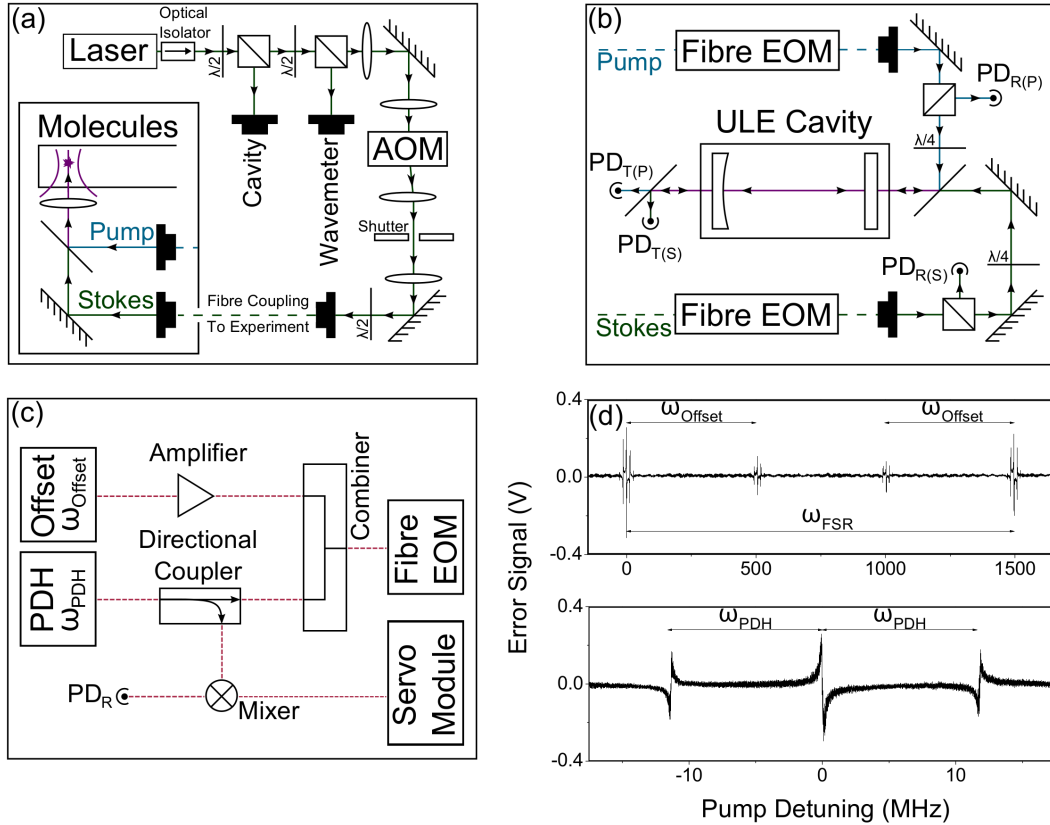 (a)
Optical
Isolator
Laser
λ/2
λ/2
Cavity
Wavemeter
AOM
Shutter
Molecules
Pump
Stokes
Fibre Coupling
To Experiment
λ/2
(b)
Pump
Fibre EOM
PD_R(P)
λ/4
ULE Cavity
PD_T(P)
PD_T(S)
λ/4
PD_R(S)
Stokes
Fibre EOM
(c)
Offset
ω_Offset
Amplifier
Combiner
Fibre
EOM
PDH
ω_PDH
Directional
Coupler
PD_R
Mixer
Servo
Module
(d)
ω_Offset
ω_Offset
ω_FSR
0.4
0.0
-0.4
0
500
1000
1500
Error Signal (V)
ω_PDH
ω_PDH
0.4
0.0
-0.4
-10
0
10
Pump Detuning (MHz)